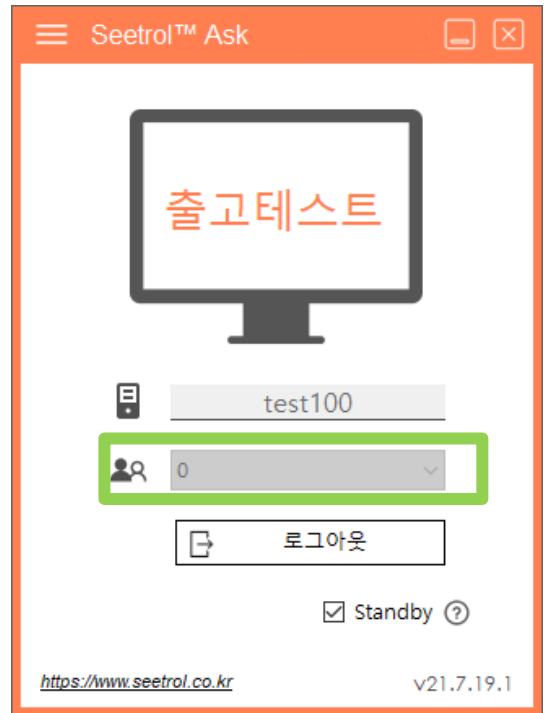 Seetrol™ Ask
출고테스트
test100
0
로그아웃
Standby ?
https://www.seetrol.co.kr
v21.7.19.1